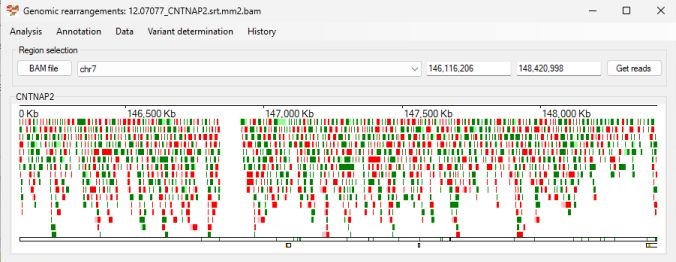 Genomic rearrangements: 12.07077_CNTNAP2.srt.mm2.bam
Analysis Annotation Data Variant determination History
Region selection
BAM file chr7 146,116,206 148,420,998 Get reads
CNTNAP2
0 Kb 146,500 Kb 147,000 Kb 147,500 Kb 148,000 Kb